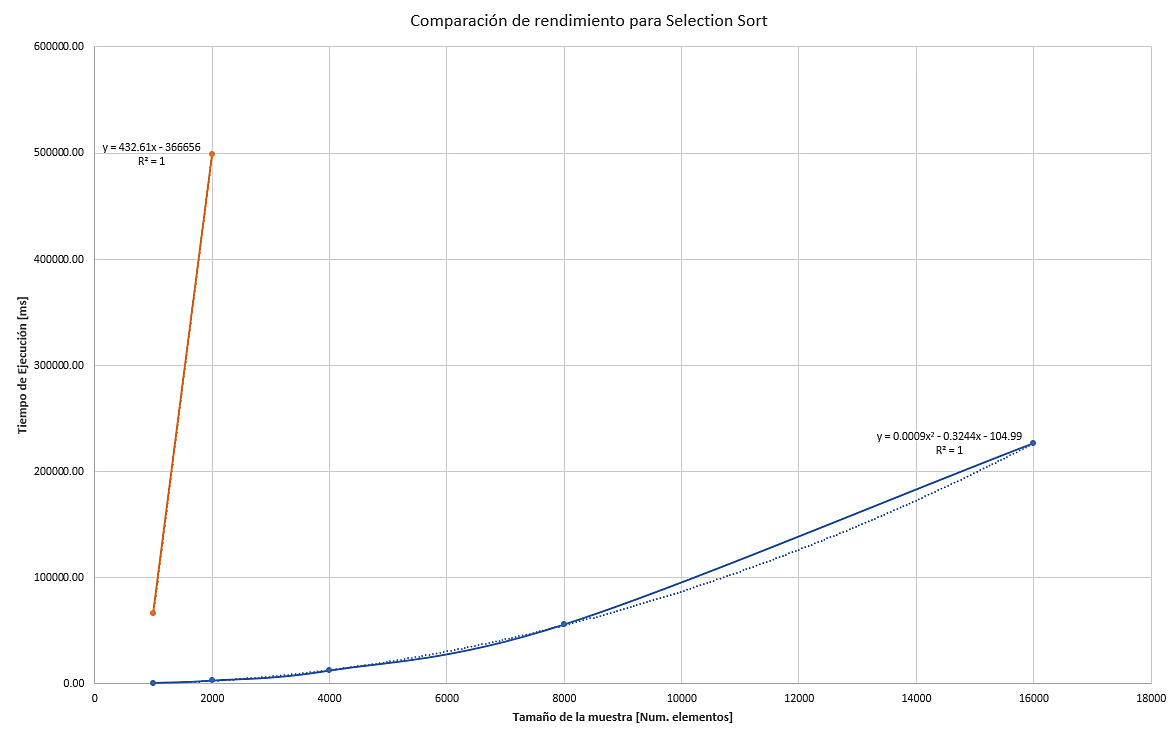 Comparación de rendimiento para Selection Sort
600000.00
500000.00
400000.00
300000.00
200000.00
100000.00
0.00
Tiempo de Ejecución [ms]
y = 432.61x - 366656
R² = 1
y = 0.0009x² - 0.3244x - 104.99
R² = 1
0 2000 4000 6000 8000 10000 12000 14000 16000 18000
Tamaño de la muestra [Num. elementos]